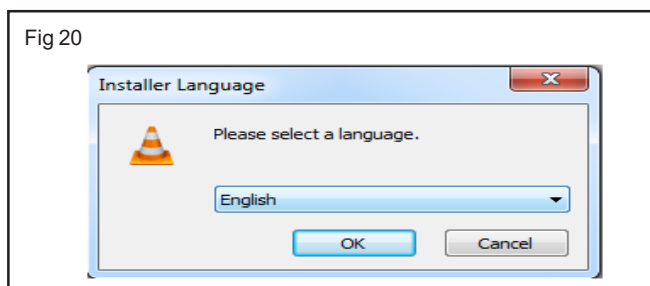 Fig 20
Installer Language
Please select a language.
English
OK
Cancel